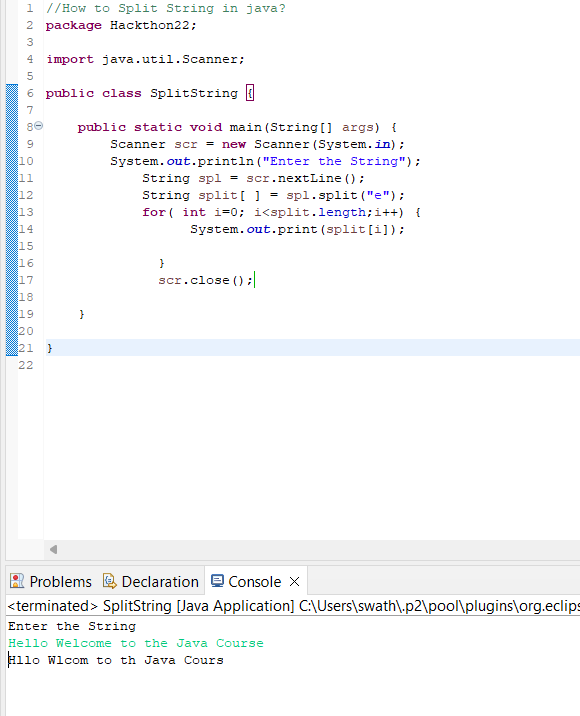 1 //How to Split String in java?
2 package Hackthon22;
3
4 import java.util.Scanner;
5
6 public class SplitString {
7
8 public static void main(String[] args) {
9 Scanner scr = new Scanner(System.in);
10 System.out.println("Enter the String");
11 String spl = scr.nextLine();
12 String split[ ] = spl.split("e");
13 for( int i=0; i<split.length;i++) {
14 System.out.print(split[i]);
15
16 }
17 scr.close();
18
19 }
20
21 }
22
Problems Declaration Console
<terminated> SplitString [Java Application] C:\Users\swath\.p2\pool\plugins\org.eclips
Enter the String
Hello Welcome to the Java Course
Hllo Wlcom to th Java Cours